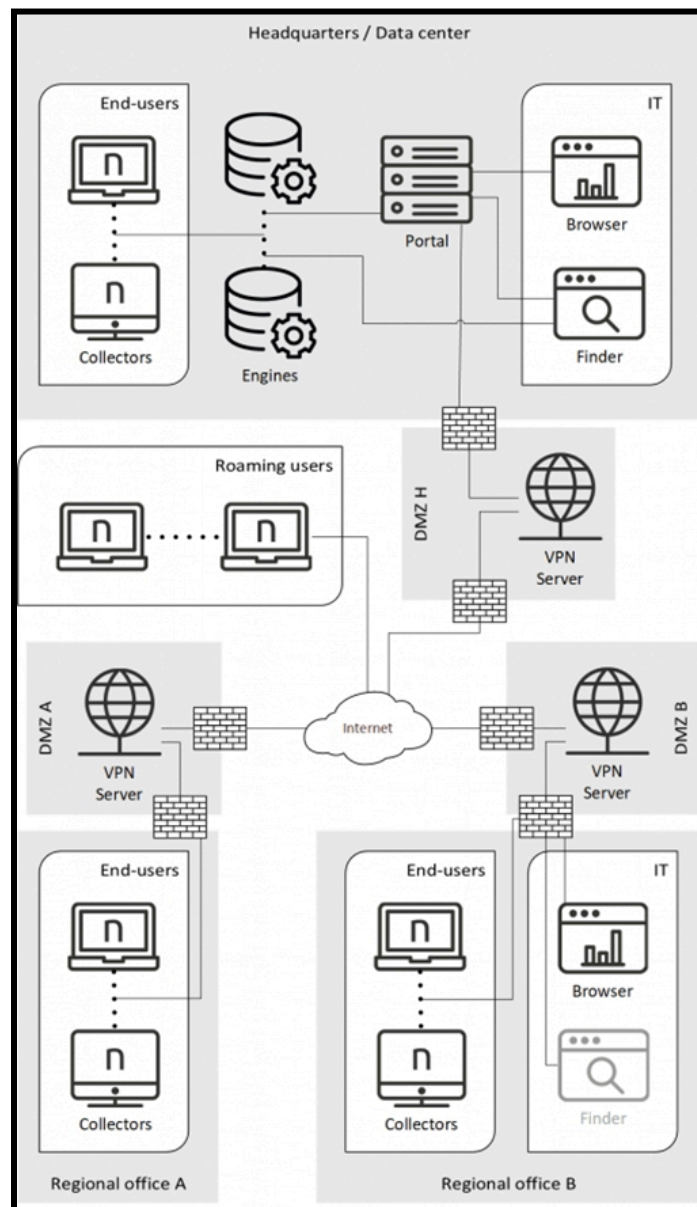 Headquarters / Data center
End-users
IT
n
Portal
Browser
n
Collectors
Engines
Finder
Roaming users
n
n
DMZ H
VPN
Server
DMZ A
VPN
Server
Internet
DMZ B
VPN
Server
End-users
n
n
Collectors
Regional office A
End-users
n
n
Collectors
IT
Browser
Finder
Regional office B